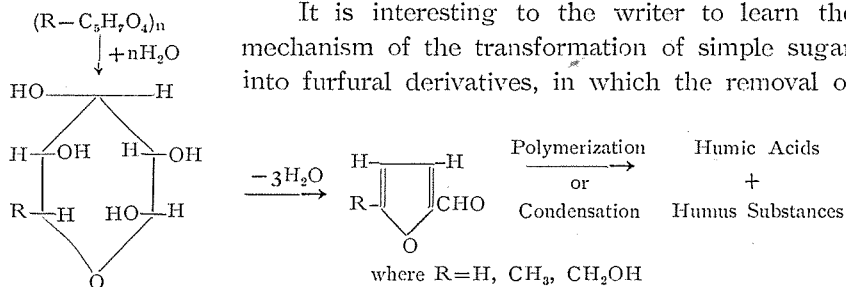 (R—C₅H₇O₄)n
+nH₂O
It is interesting to the writer to learn the
mechanism of the transformation of simple sugar
into furfural derivatives, in which the removal o
HO H
H OH H OH
R H HO H
O
−3H₂O
H H
R CHO
O
Polymerization
or
Condensation
Humic Acids
+
Humus Substances
where R=H, CH₃, CH₂OH